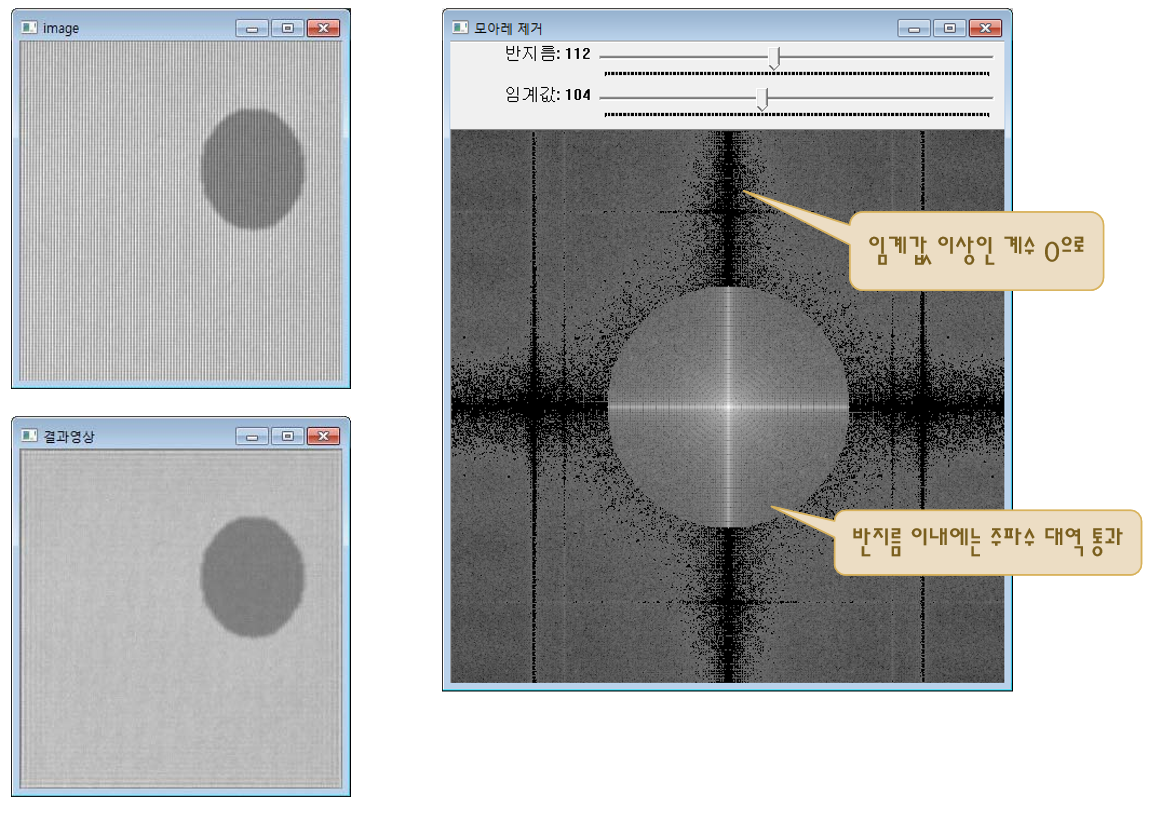 image
결과영상
모아레 제거
반지름: 112
임계값: 104
임계값 이상인 계수 0으로
반지름 이내에는 주파수 대역 통과